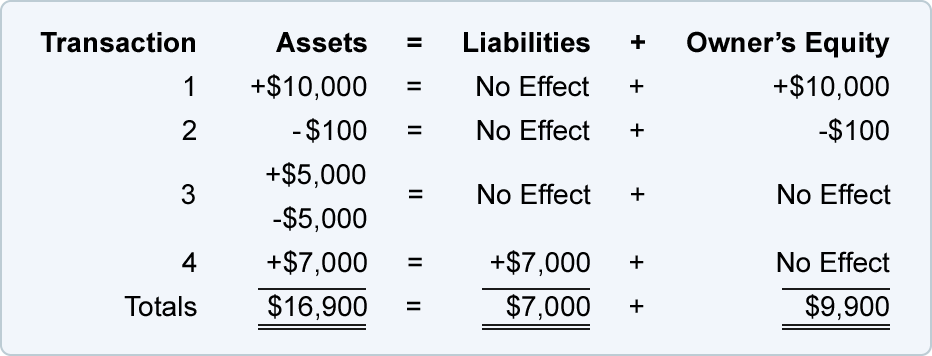 Transaction Assets = Liabilities + Owner’s Equity
1 +$10,000 = No Effect + +$10,000
2 -$100 = No Effect + -$100
+$5,000
3 = No Effect + No Effect
-$5,000
4 +$7,000 = +$7,000 + No Effect
Totals $16,900 = $7,000 + $9,900